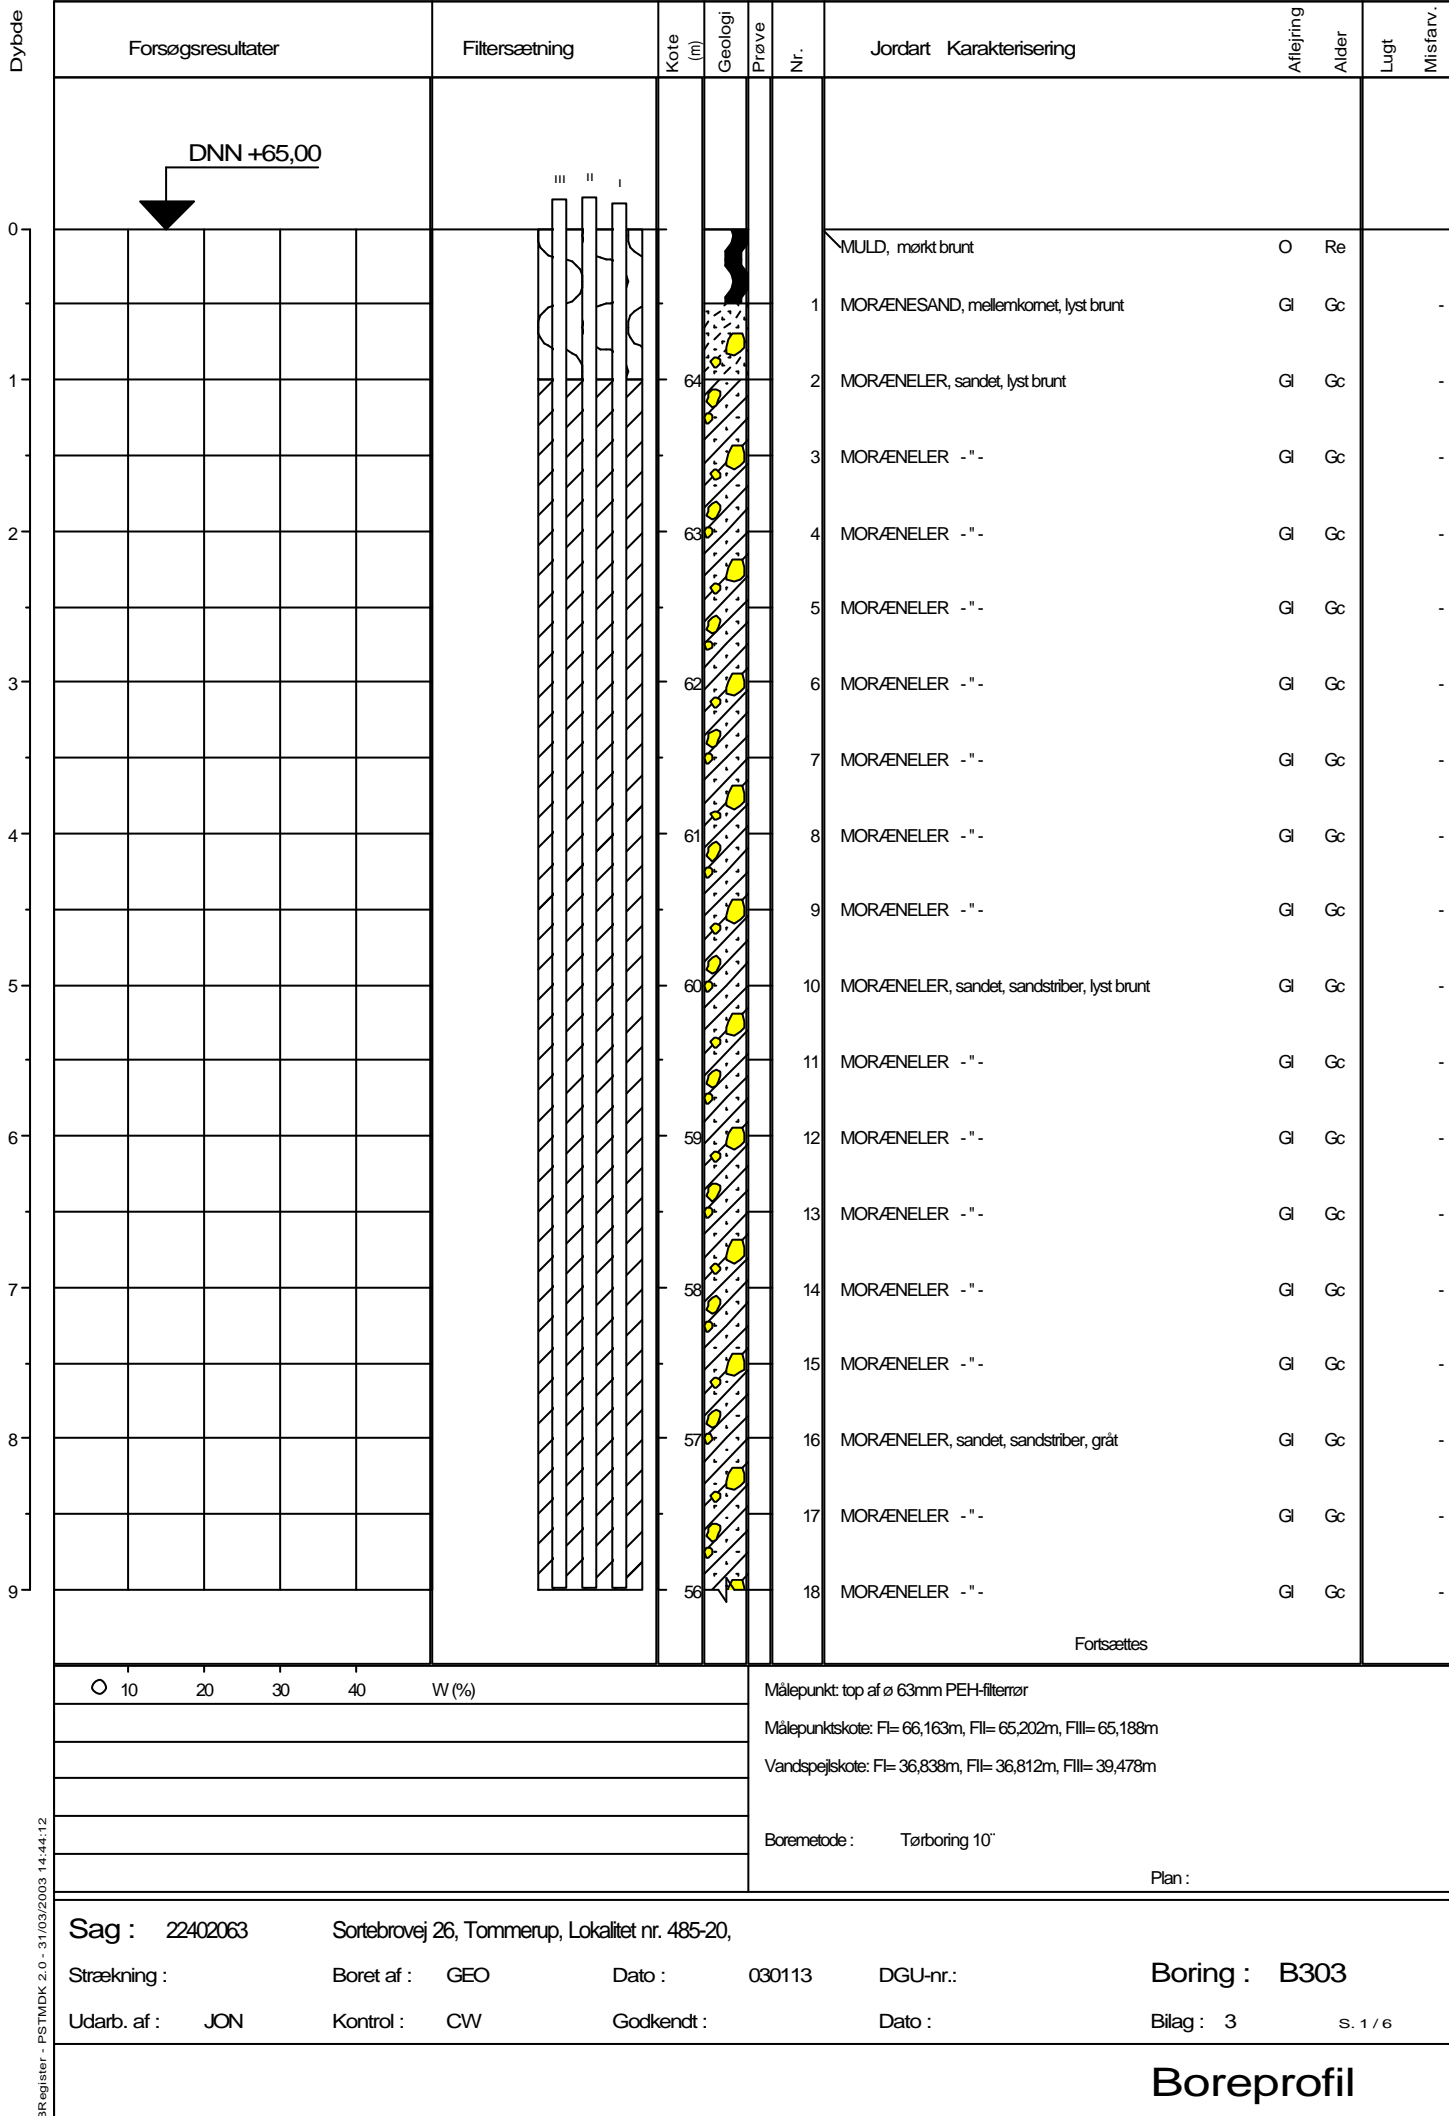 Dybde
Forsøgsresultater
Filtersætning
Kote (m)
Geologi
Prøve
Nr.
Jordart Karakterisering
Aflejring
Alder
Lugt
Misfarv.
DNN +65,00
III II I
0
MULD, mørkt brunt O Re
1 MORÆNESAND, mellemkornet, lyst brunt Gl Gc -
1 64 2 MORÆNELER, sandet, lyst brunt Gl Gc -
3 MORÆNELER -"- Gl Gc -
2 63 4 MORÆNELER -"- Gl Gc -
5 MORÆNELER -"- Gl Gc -
3 62 6 MORÆNELER -"- Gl Gc -
7 MORÆNELER -"- Gl Gc -
4 61 8 MORÆNELER -"- Gl Gc -
9 MORÆNELER -"- Gl Gc -
5 60 10 MORÆNELER, sandet, sandstriber, lyst brunt Gl Gc -
11 MORÆNELER -"- Gl Gc -
6 59 12 MORÆNELER -"- Gl Gc -
13 MORÆNELER -"- Gl Gc -
7 58 14 MORÆNELER -"- Gl Gc -
15 MORÆNELER -"- Gl Gc -
8 57 16 MORÆNELER, sandet, sandstriber, gråt Gl Gc -
17 MORÆNELER -"- Gl Gc -
9 56 18 MORÆNELER -"- Gl Gc -
Fortsættes
10 20 30 40 W (%)
Målepunkt: top af ø 63mm PEH-filterrør
Målepunktskote: FI= 66,163m, FII= 65,202m, FIII= 65,188m
Vandspejlskote: FI= 36,838m, FII= 36,812m, FIII= 39,478m
Boremetode : Tørboring 10¨
Plan :
Sag : 22402063 Sortebrovej 26, Tommerup, Lokalitet nr. 485-20,
Strækning : Boret af : GEO Dato : 030113 DGU-nr.: Boring : B303
Udarb. af : JON Kontrol : CW Godkendt : Dato : Bilag : 3 S. 1 / 6
Boreprofil
BRegister - PSTMDK 2.0 - 31/03/2003 14:44:12